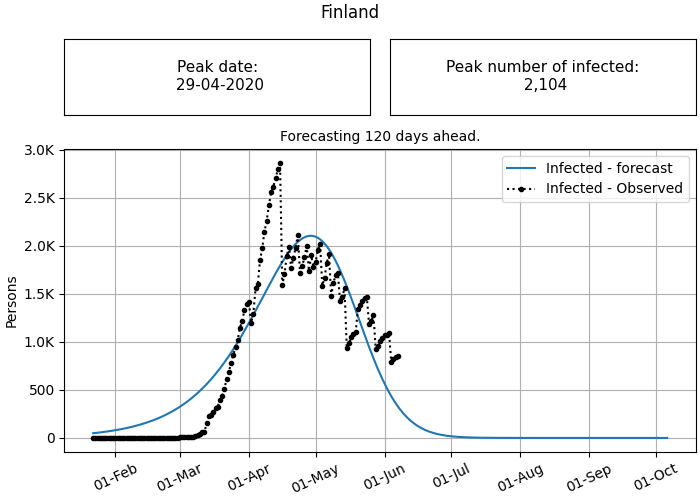 Finland
Peak date:
29-04-2020
Peak number of infected:
2,104
Forecasting 120 days ahead.
3.0K
2.5K
2.0K
1.5K
1.0K
500
0
Persons
Infected - forecast
Infected - Observed
01-Feb
01-Mar
01-Apr
01-May
01-Jun
01-Jul
01-Aug
01-Sep
01-Oct